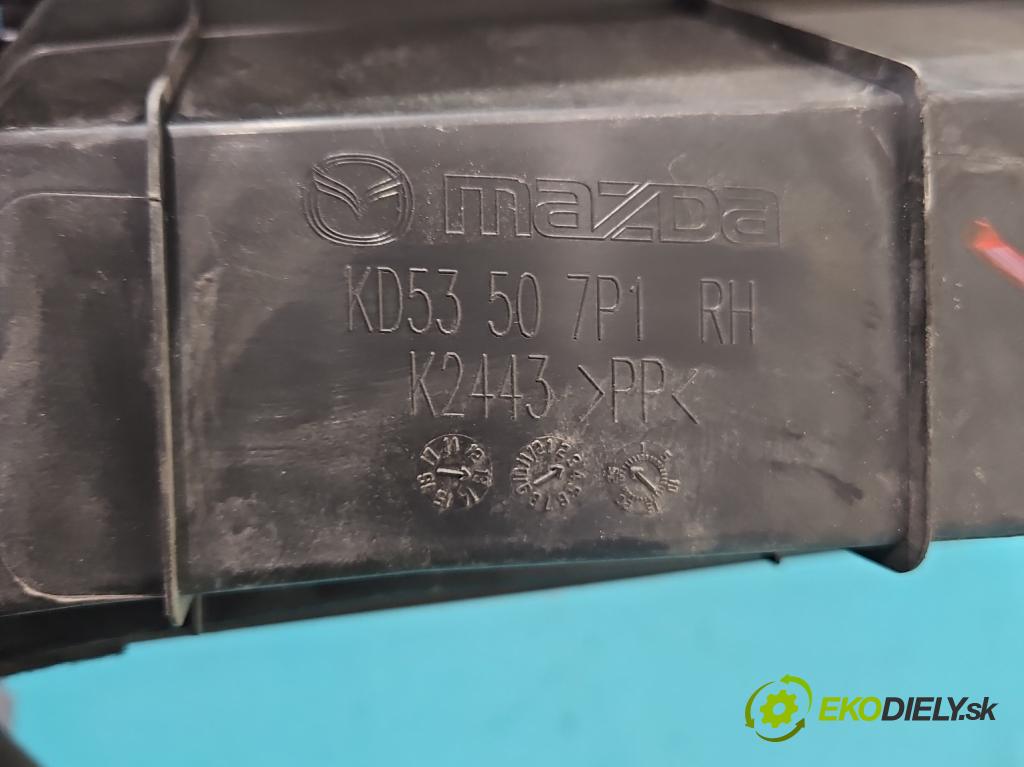 mazda
KD53 50 7P1 RH
K2443 >PP<
EKODIELY.sk